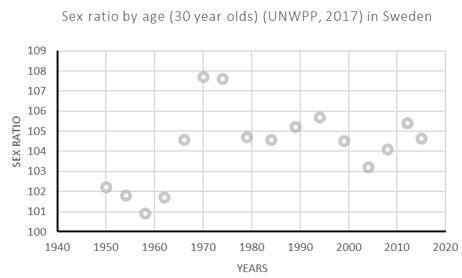 Sex ratio by age (30 year olds) (UNWPP, 2017) in Sweden
109
108
107
106
105
104
103
102
101
100
SEX RATIO
1940 1950 1960 1970 1980 1990 2000 2010 2020
YEARS